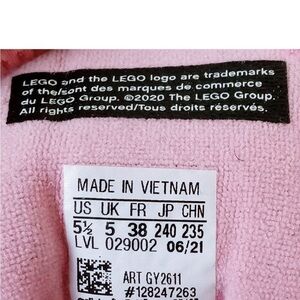 LEGO and the LEGO logo are trademarks
of the/sont des marques de commerce
du LEGO Group. ©2020 The LEGO Group.
All rights reserved/Tous droits réservés.
MADE IN VIETNAM
US UK FR JP CHN
5½ 5 38 240 235
LVL 029002 06/21
ART GY2611
#128247263